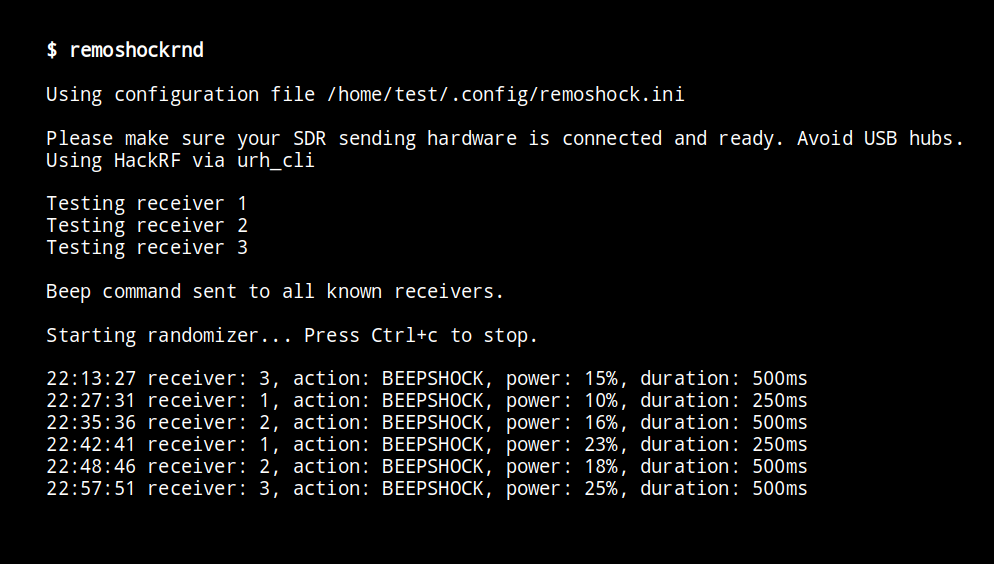 $ remoshockrnd
Using configuration file /home/test/.config/remoshock.ini
Please make sure your SDR sending hardware is connected and ready. Avoid USB hubs.
Using HackRF via urh_cli
Testing receiver 1
Testing receiver 2
Testing receiver 3
Beep command sent to all known receivers.
Starting randomizer... Press Ctrl+c to stop.
22:13:27 receiver: 3, action: BEEPSHOCK, power: 15%, duration: 500ms
22:27:31 receiver: 1, action: BEEPSHOCK, power: 10%, duration: 250ms
22:35:36 receiver: 2, action: BEEPSHOCK, power: 16%, duration: 500ms
22:42:41 receiver: 1, action: BEEPSHOCK, power: 23%, duration: 250ms
22:48:46 receiver: 2, action: BEEPSHOCK, power: 18%, duration: 500ms
22:57:51 receiver: 3, action: BEEPSHOCK, power: 25%, duration: 500ms